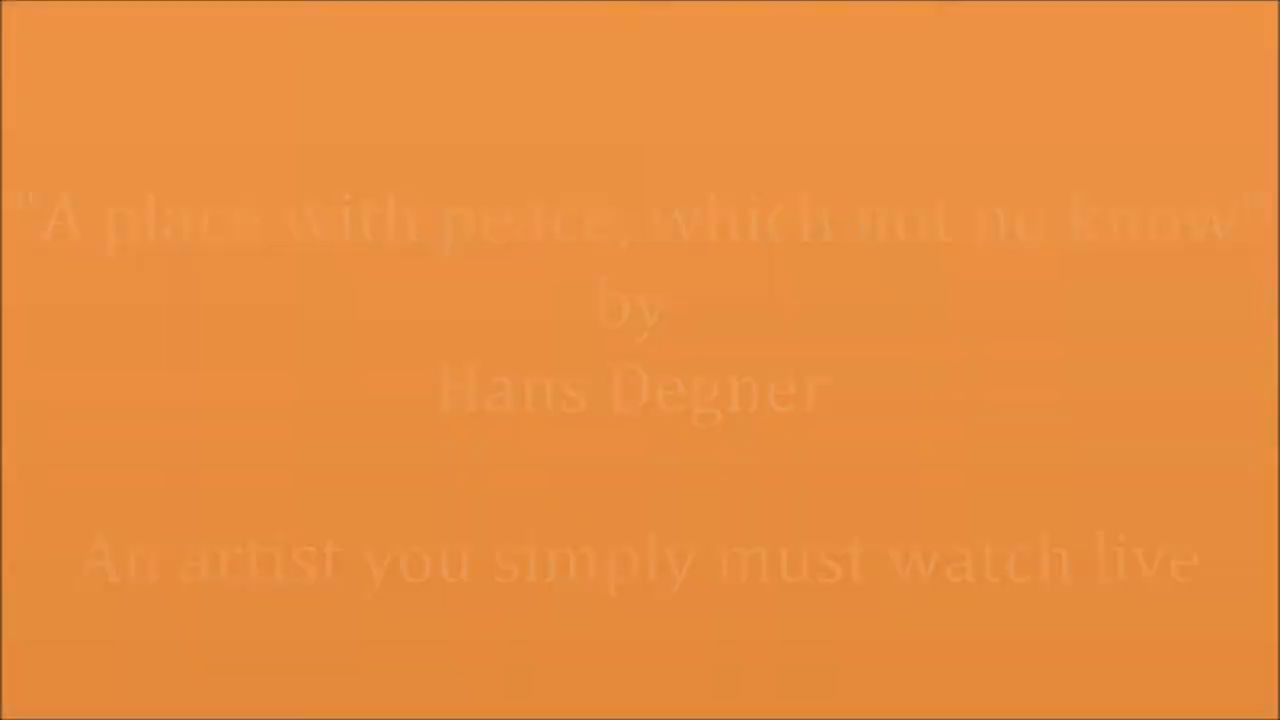 "A place with peace, which not nu know"
by
Hans Degner
An artist you simply must watch live